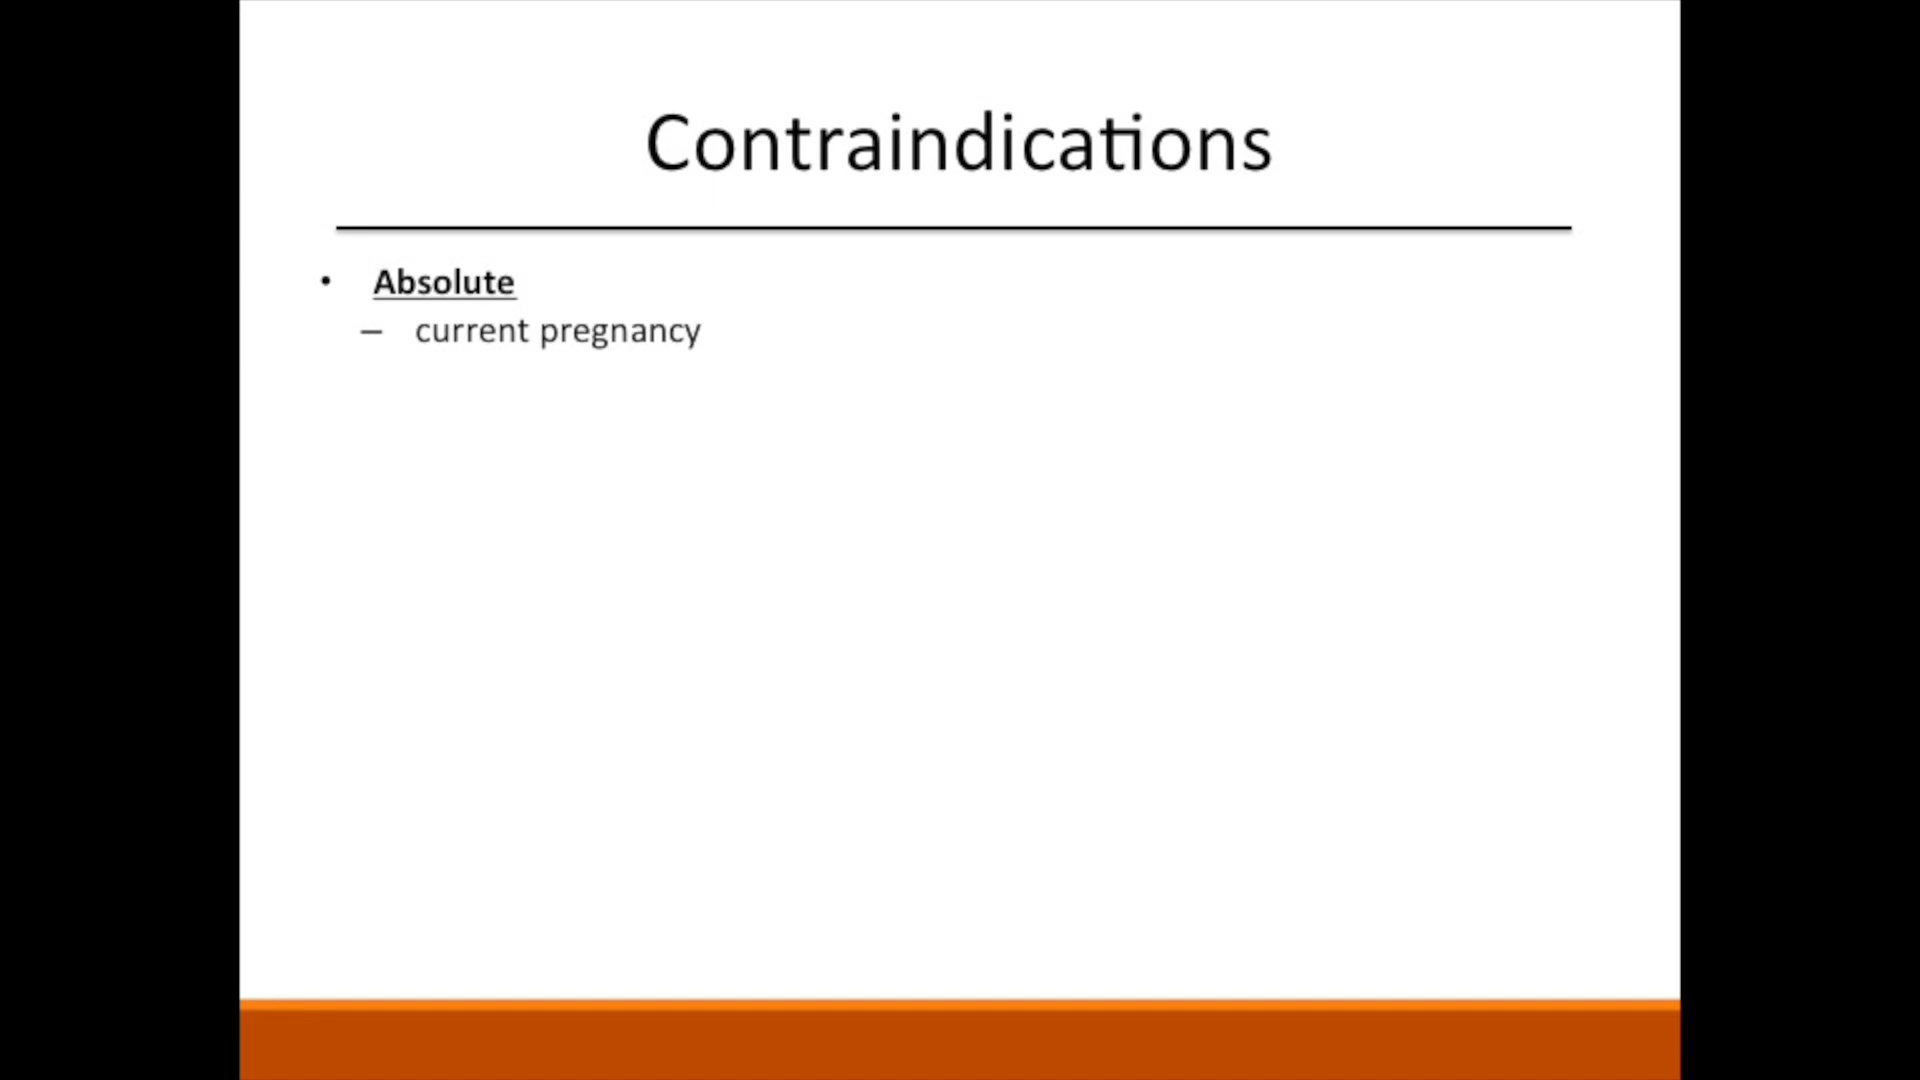 Contraindications
• Absolute
– current pregnancy